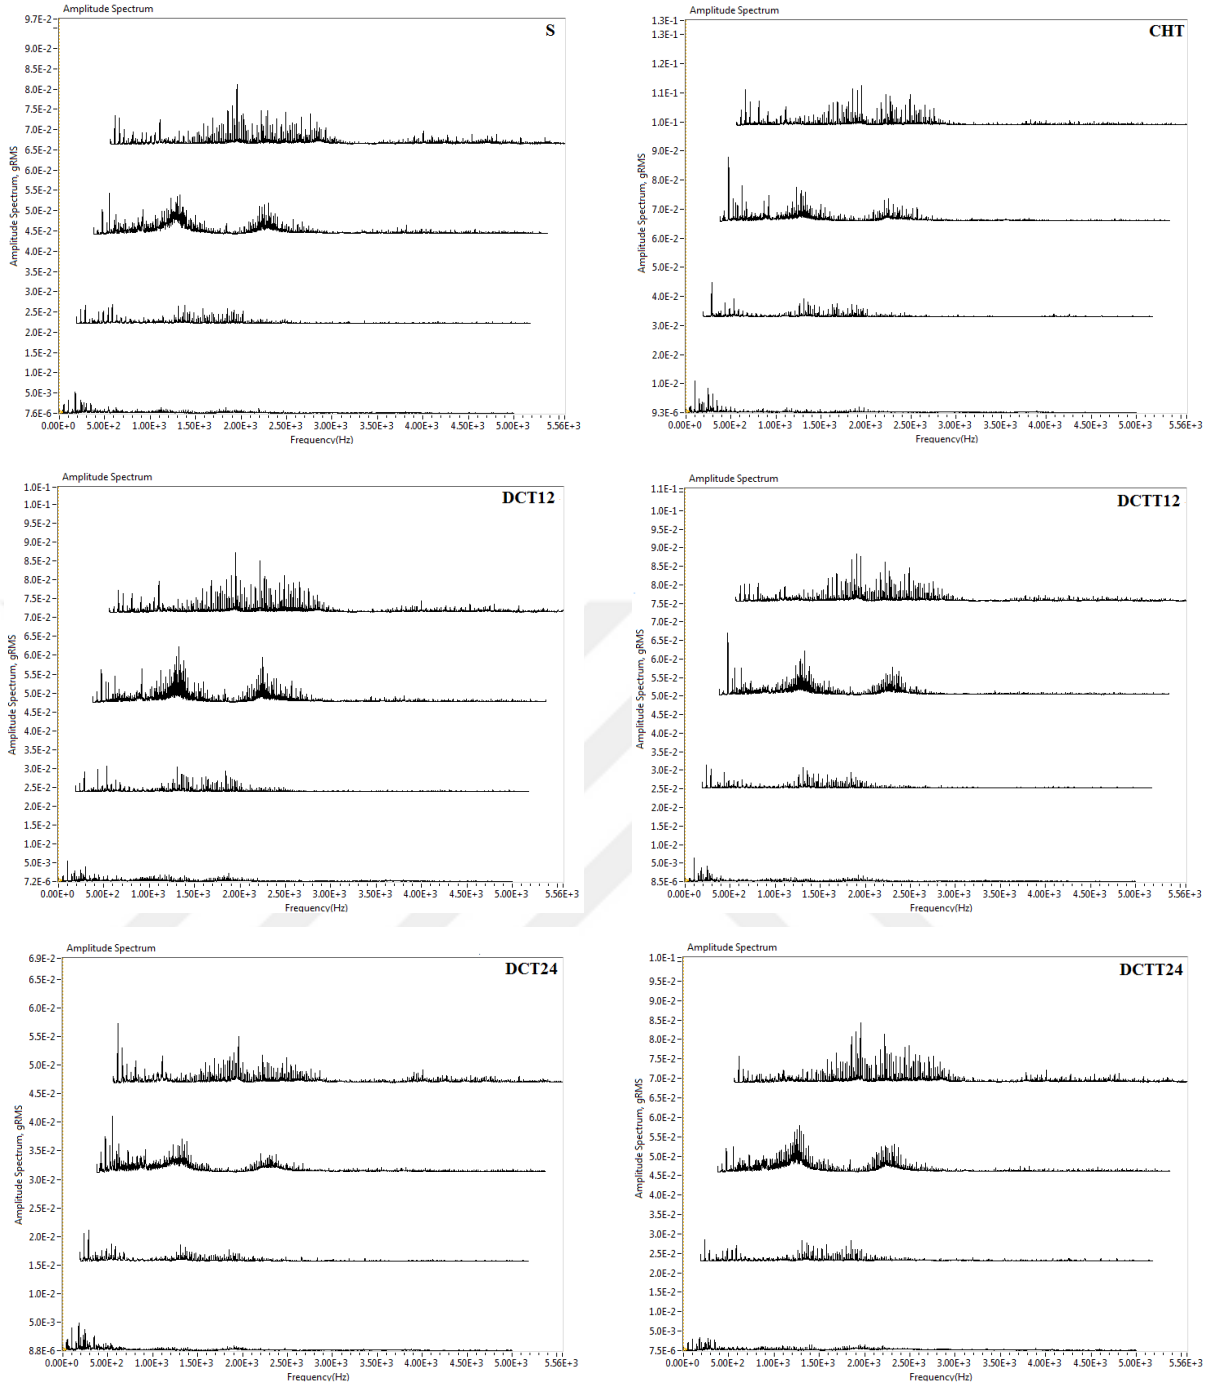 Amplitude Spectrum
S
9.7E-2
9.0E-2
8.5E-2
8.0E-2
7.5E-2
7.0E-2
6.5E-2
6.0E-2
5.5E-2
5.0E-2
4.5E-2
4.0E-2
3.5E-2
3.0E-2
2.5E-2
2.0E-2
1.5E-2
1.0E-2
5.0E-3
7.6E-6
Amplitude Spectrum, gRMS
0.00E+0 5.00E+2 1.00E+3 1.50E+3 2.00E+3 2.50E+3 3.00E+3 3.50E+3 4.00E+3 4.50E+3 5.00E+3 5.56E+3
Frequency(Hz)
Amplitude Spectrum
CHT
1.3E-1
1.3E-1
1.2E-1
1.1E-1
1.0E-1
9.0E-2
8.0E-2
7.0E-2
6.0E-2
5.0E-2
4.0E-2
3.0E-2
2.0E-2
1.0E-2
9.3E-6
Amplitude Spectrum, gRMS
0.00E+0 5.00E+2 1.00E+3 1.50E+3 2.00E+3 2.50E+3 3.00E+3 3.50E+3 4.00E+3 4.50E+3 5.00E+3 5.56E+3
Frequency(Hz)
Amplitude Spectrum
DCT12
1.0E-1
1.0E-1
9.5E-2
9.0E-2
8.5E-2
8.0E-2
7.5E-2
7.0E-2
6.5E-2
6.0E-2
5.5E-2
5.0E-2
4.5E-2
4.0E-2
3.5E-2
3.0E-2
2.5E-2
2.0E-2
1.5E-2
1.0E-2
5.0E-3
7.2E-6
Amplitude Spectrum, gRMS
0.00E+0 5.00E+2 1.00E+3 1.50E+3 2.00E+3 2.50E+3 3.00E+3 3.50E+3 4.00E+3 4.50E+3 5.00E+3 5.56E+3
Frequency(Hz)
Amplitude Spectrum
DCTT12
1.1E-1
1.0E-1
9.5E-2
9.0E-2
8.5E-2
8.0E-2
7.5E-2
7.0E-2
6.5E-2
6.0E-2
5.5E-2
5.0E-2
4.5E-2
4.0E-2
3.5E-2
3.0E-2
2.5E-2
2.0E-2
1.5E-2
1.0E-2
5.0E-3
8.5E-6
Amplitude Spectrum, gRMS
0.00E+0 5.00E+2 1.00E+3 1.50E+3 2.00E+3 2.50E+3 3.00E+3 3.50E+3 4.00E+3 4.50E+3 5.00E+3 5.56E+3
Frequency(Hz)
Amplitude Spectrum
DCT24
6.9E-2
6.5E-2
6.0E-2
5.5E-2
5.0E-2
4.5E-2
4.0E-2
3.5E-2
3.0E-2
2.5E-2
2.0E-2
1.5E-2
1.0E-2
5.0E-3
8.8E-6
Amplitude Spectrum, gRMS
0.00E+0 5.00E+2 1.00E+3 1.50E+3 2.00E+3 2.50E+3 3.00E+3 3.50E+3 4.00E+3 4.50E+3 5.00E+3 5.56E+3
Frequency(Hz)
Amplitude Spectrum
DCTT24
1.0E-1
9.5E-2
9.0E-2
8.5E-2
8.0E-2
7.5E-2
7.0E-2
6.5E-2
6.0E-2
5.5E-2
5.0E-2
4.5E-2
4.0E-2
3.5E-2
3.0E-2
2.5E-2
2.0E-2
1.5E-2
1.0E-2
5.0E-3
7.5E-6
Amplitude Spectrum, gRMS
0.00E+0 5.00E+2 1.00E+3 1.50E+3 2.00E+3 2.50E+3 3.00E+3 3.50E+3 4.00E+3 4.50E+3 5.00E+3 5.56E+3
Frequency(Hz)